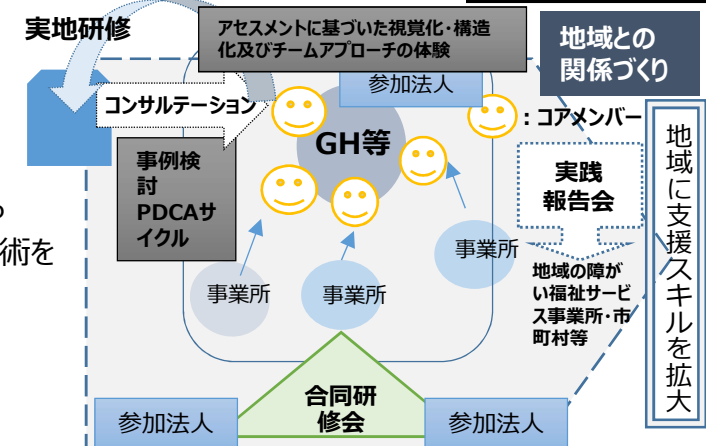 実地研修
アセスメントに基づいた視覚化・構造
化及びチームアプローチの体験
地域との
関係づくり
参加法人
コンサルテーション
：コアメンバー
GH等
事例検
討
PDCAサ
イクル
実践
報告会
地域に支援スキルを拡大
術を
事業所
事業所
事業所
地域の障が
い福祉サービ
ス事業所・市
町村等
合同研
修会
参加法人
参加法人